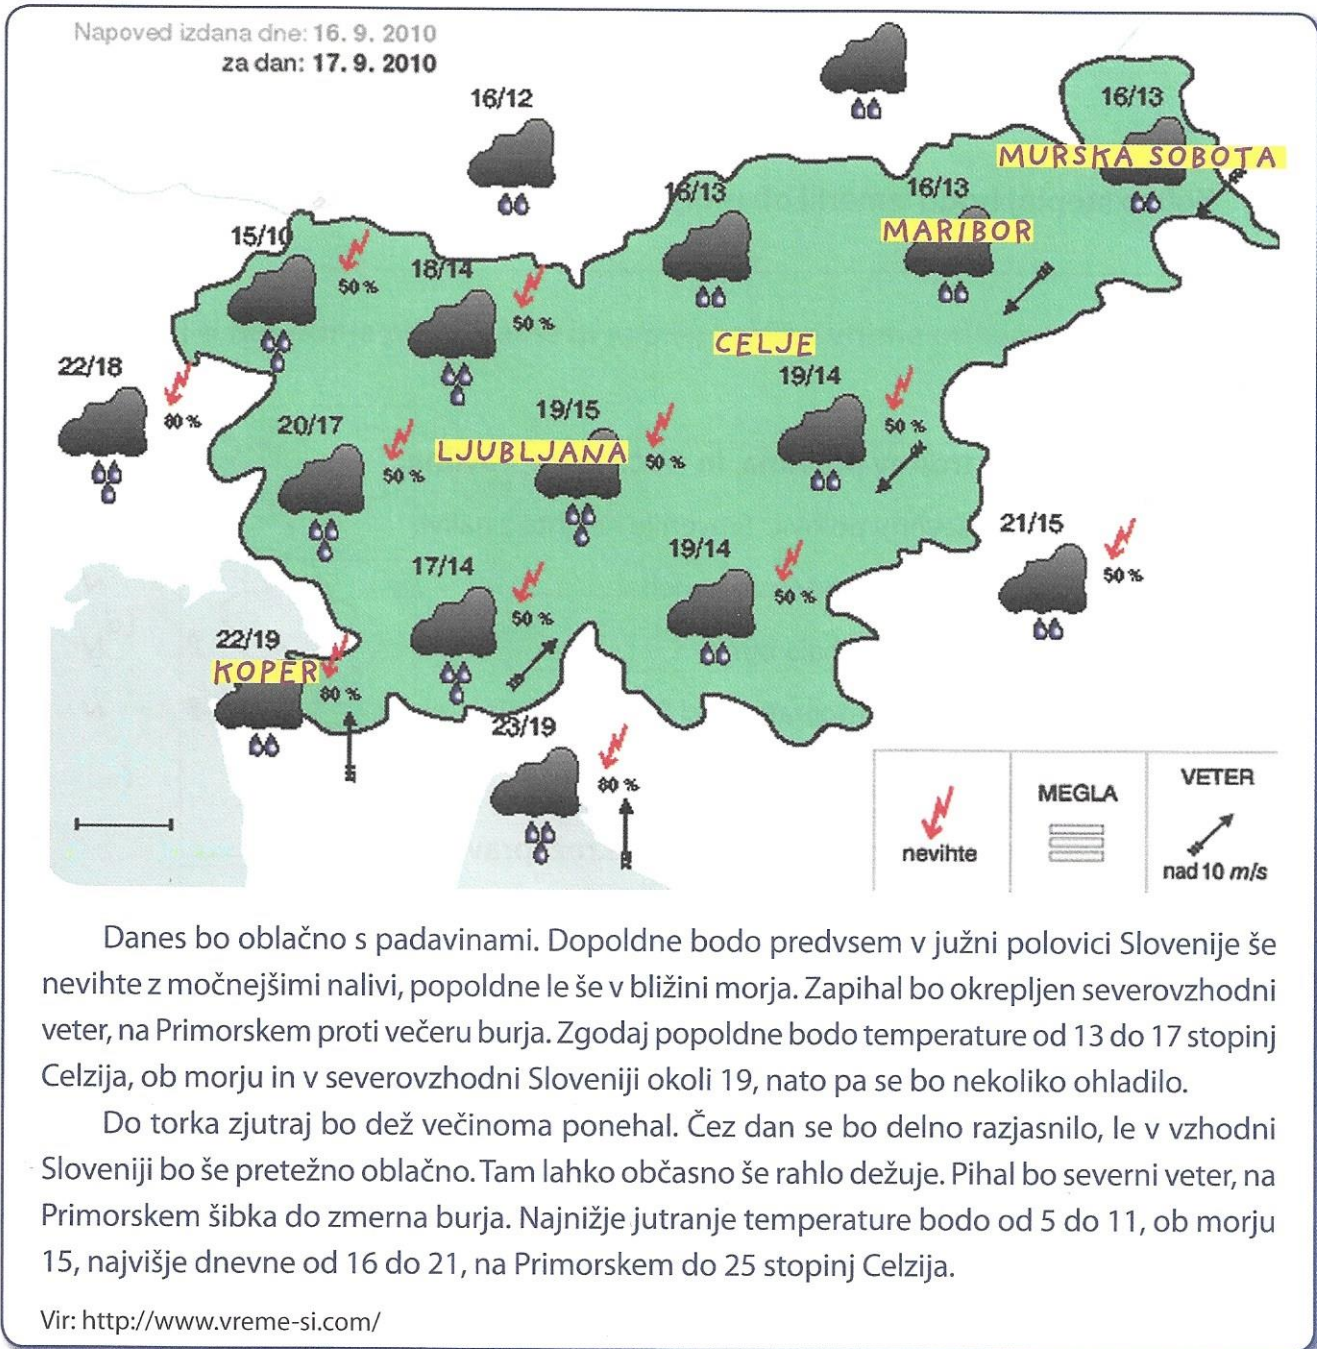 Napoved izdana dne: 16. 9. 2010
za dan: 17. 9. 2010
16/12
16/13
MURSKA SOBOTA
16/13
16/13
MARIBOR
15/10
50 %
18/14
50 %
CELJE
22/18
80 %
19/14
50 %
20/17
50 %
19/15
LJUBLJANA
50 %
21/15
50 %
17/14
50 %
19/14
50 %
22/19
KOPER
80 %
23/19
80 %
nevihte
MEGLA
VETER
nad 10 m/s
Danes bo oblačno s padavinami. Dopoldne bodo predvsem v južni polovici Slovenije še
nevihte z močnejšimi nalivi, popoldne le še v bližini morja. Zapihal bo okrepljen severovzhodni
veter, na Primorskem proti večeru burja. Zgodaj popoldne bodo temperature od 13 do 17 stopinj
Celzija, ob morju in v severovzhodni Sloveniji okoli 19, nato pa se bo nekoliko ohladilo.
Do torka zjutraj bo dež večinoma ponehal. Čez dan se bo delno razjasnilo, le v vzhodni
Sloveniji bo še pretežno oblačno. Tam lahko občasno še rahlo dežuje. Pihal bo severni veter, na
Primorskem šibka do zmerna burja. Najnižje jutranje temperature bodo od 5 do 11, ob morju
15, najvišje dnevne od 16 do 21, na Primorskem do 25 stopinj Celzija.
Vir: http://www.vreme-si.com/